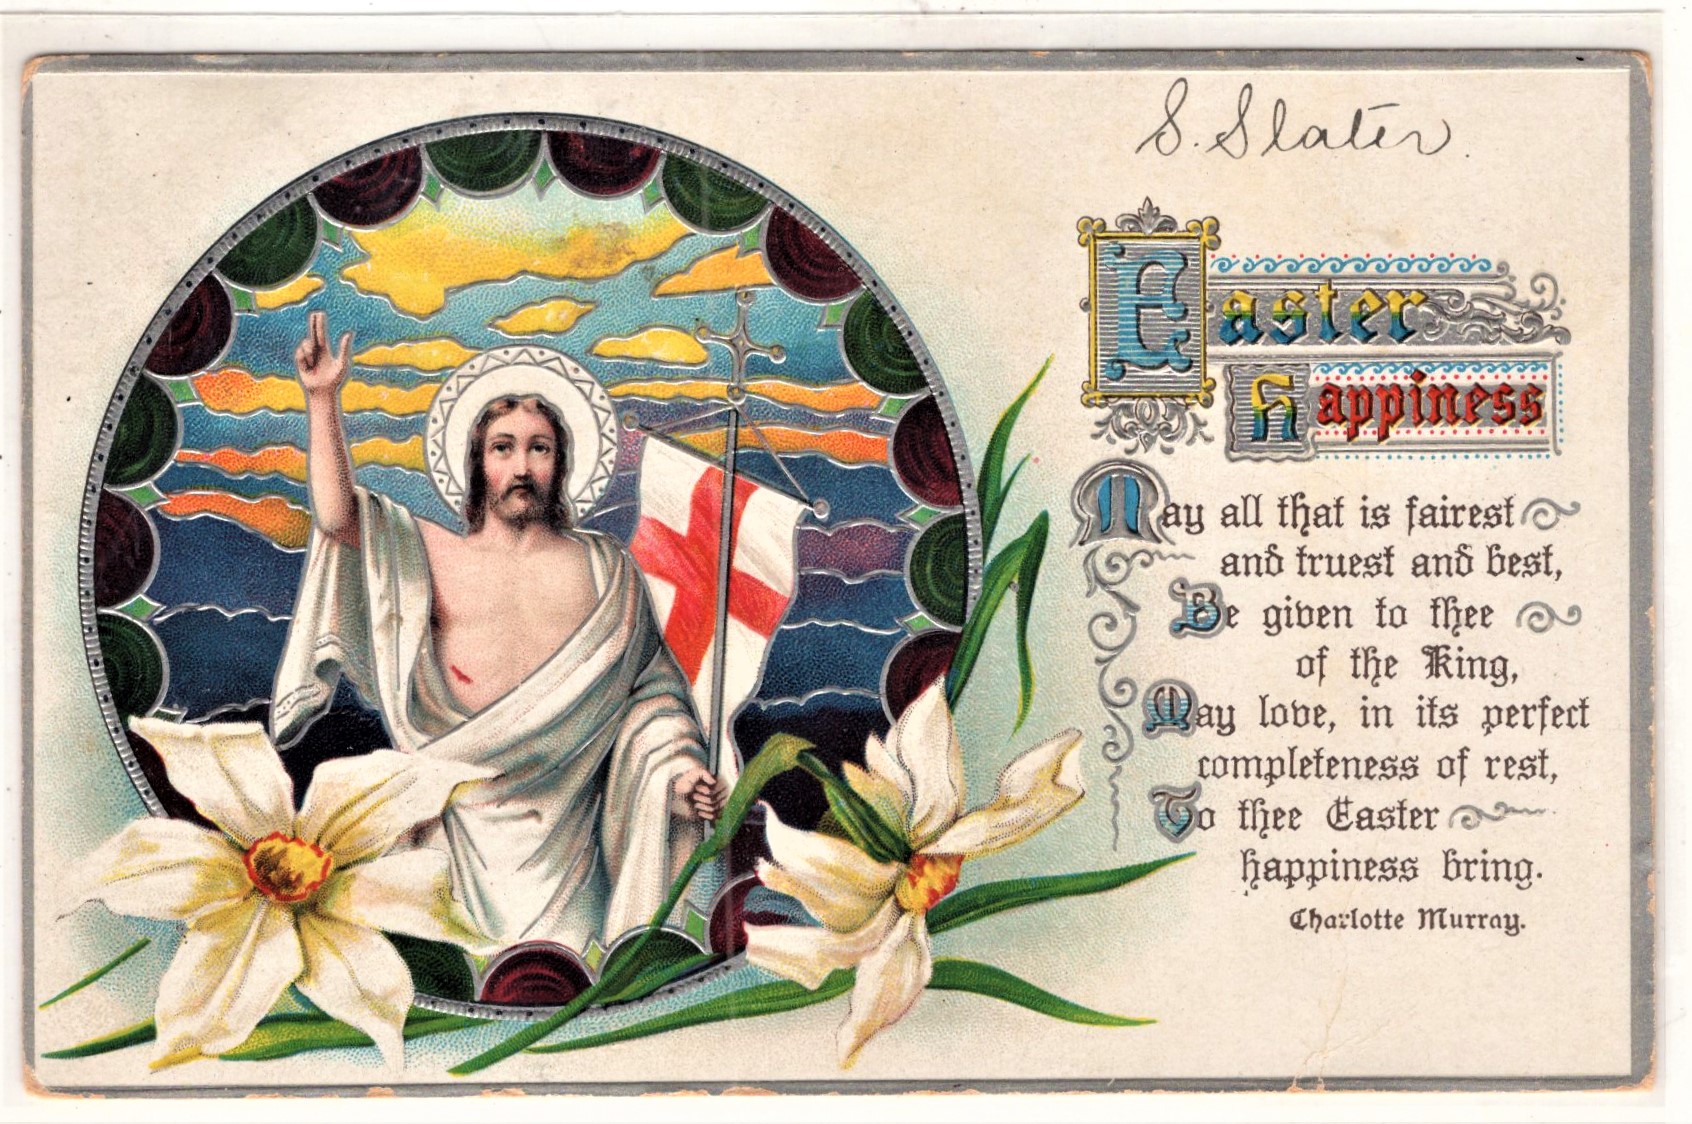 S. Slater
Easter
Happiness
May all that is fairest
and truest and best,
Be given to thee
of the King,
May love, in its perfect
completeness of rest,
To thee Easter
happiness bring.
Charlotte Murray.